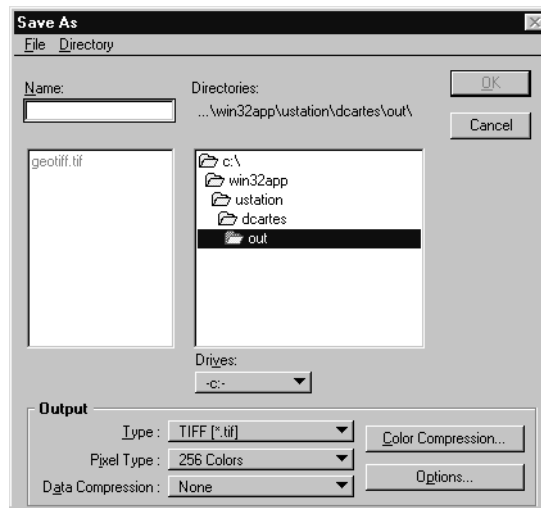 Save As
File Directory
Name:
Directories:
...\win32app\ustation\dcartes\out\
OK
Cancel
geotiff.tif
c:\
win32app
ustation
dcartes
out
Drives:
-c:-
Output
Type : TIFF [*.tif]
Pixel Type : 256 Colors
Data Compression : None
Color Compression...
Options...